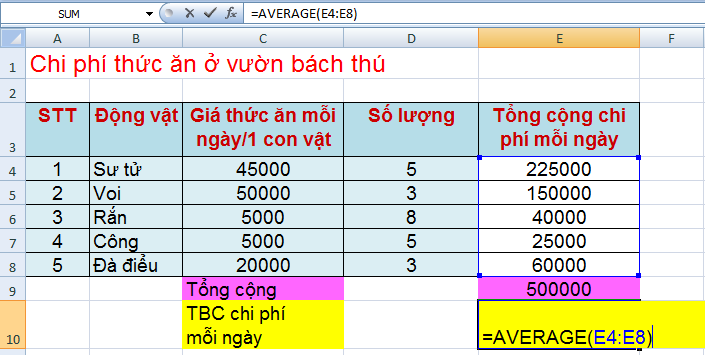 SUM =AVERAGE(E4:E8)
A B C D E F
1 Chi phí thức ăn ở vườn bách thú
2
3 STT Động vật Giá thức ăn mỗi ngày/1 con vật Số lượng Tổng cộng chi phí mỗi ngày
4 1 Sư tử 45000 5 225000
5 2 Voi 50000 3 150000
6 3 Rắn 5000 8 40000
7 4 Công 5000 5 25000
8 5 Đà điểu 20000 3 60000
9 Tổng cộng 500000
10 TBC chi phí mỗi ngày =AVERAGE(E4:E8)